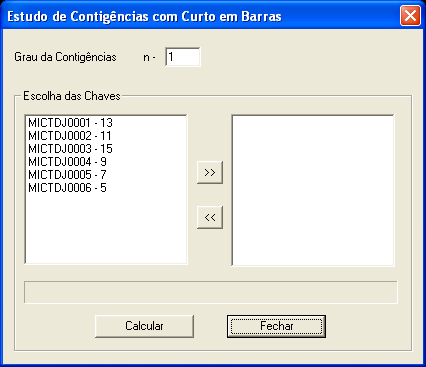 Estudo de Contigências com Curto em Barras
Grau da Contigências n - 1
Escolha das Chaves
MICTDJ0001 - 13
MICTDJ0002 - 11
MICTDJ0003 - 15
MICTDJ0004 - 9
MICTDJ0005 - 7
MICTDJ0006 - 5
>>
<<
Calcular Fechar